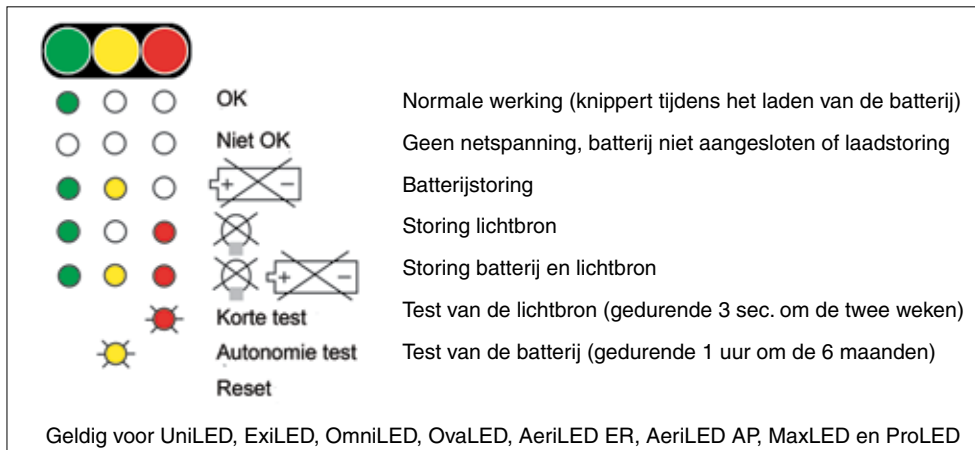 OK Normale werking (knippert tijdens het laden van de batterij)
Niet OK Geen netspanning, batterij niet aangesloten of laadstoring
+ − Batterijstoring
Storing lichtbron
+ − Storing batterij en lichtbron
Korte test Test van de lichtbron (gedurende 3 sec. om de twee weken)
Autonomie test Test van de batterij (gedurende 1 uur om de 6 maanden)
Reset
Geldig voor UniLED, ExiLED, OmniLED, OvaLED, AeriLED ER, AeriLED AP, MaxLED en ProLED